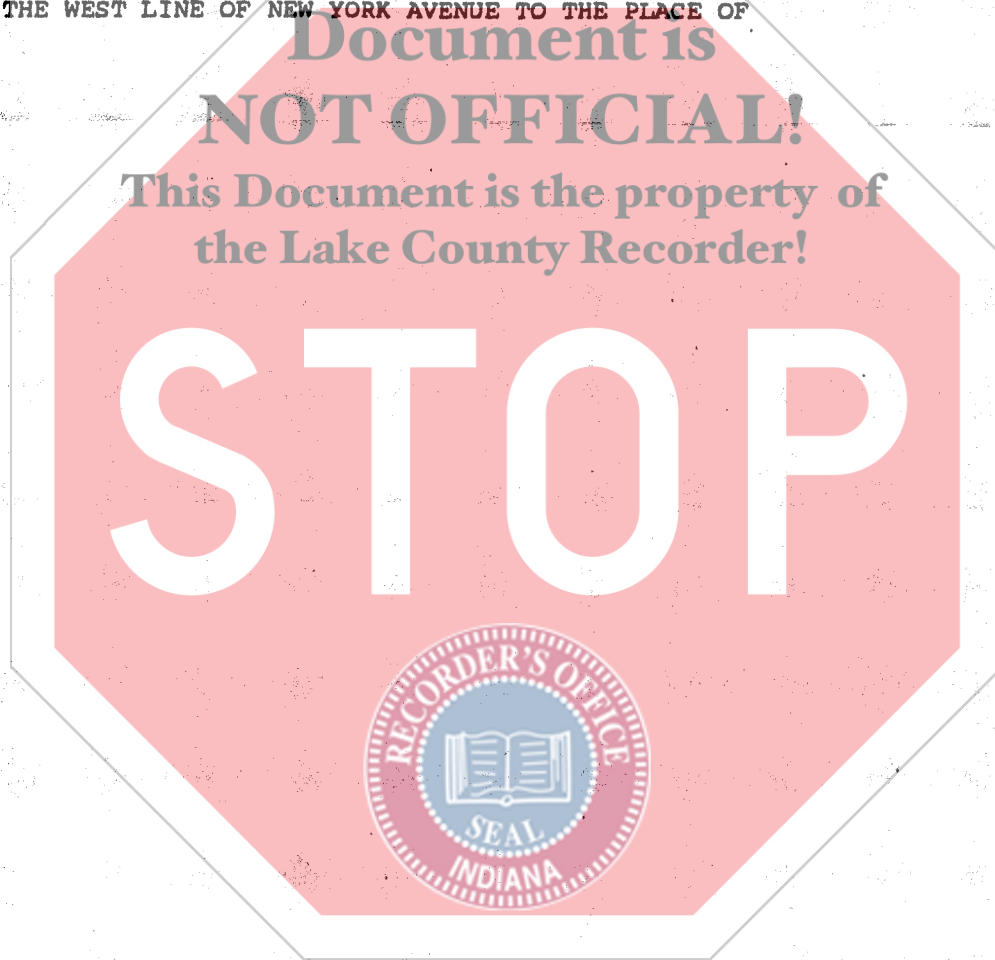 THE WEST LINE OF NEW YORK AVENUE TO THE PLACE OF
Document is
NOT OFFICIAL!
This Document is the property of
the Lake County Recorder!
STOP
RECORDER'S OFFICE
SEAL
INDIANA